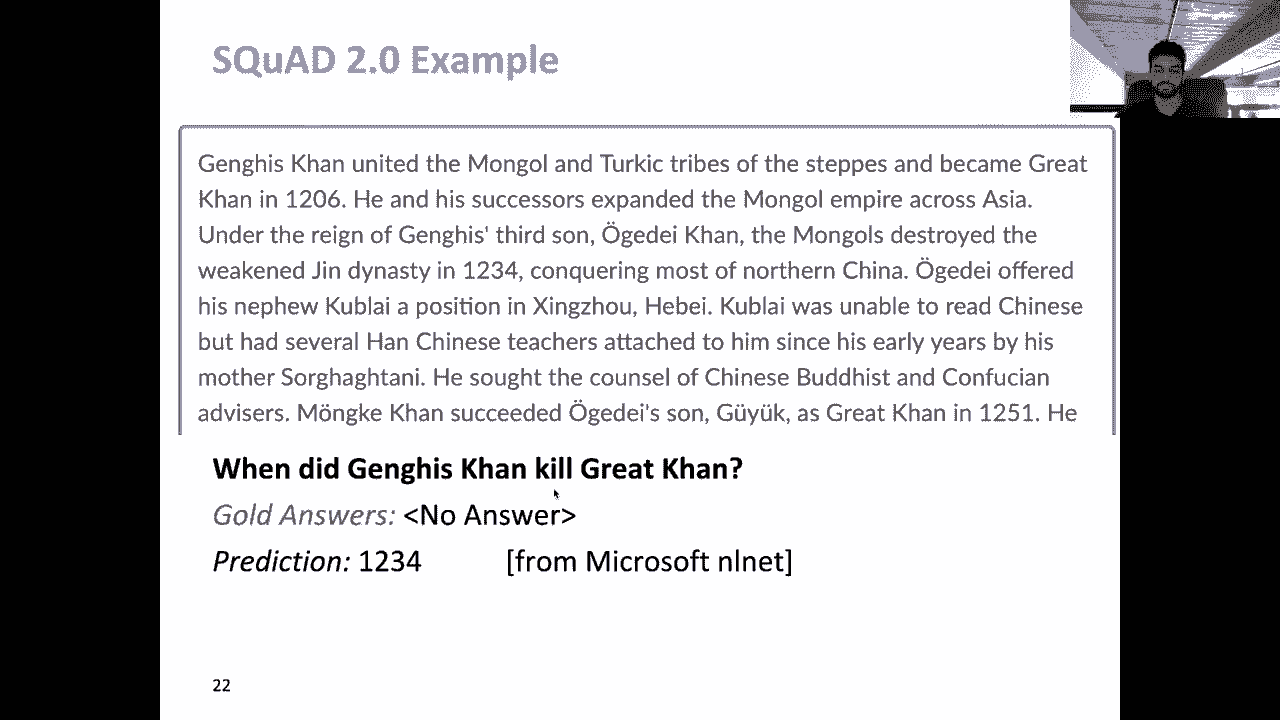 SQuAD 2.0 Example
Genghis Khan united the Mongol and Turkic tribes of the steppes and became Great
Khan in 1206. He and his successors expanded the Mongol empire across Asia.
Under the reign of Genghis' third son, Ögedei Khan, the Mongols destroyed the
weakened Jin dynasty in 1234, conquering most of northern China. Ögedei offered
his nephew Kublai a position in Xingzhou, Hebei. Kublai was unable to read Chinese
but had several Han Chinese teachers attached to him since his early years by his
mother Sorghaghtani. He sought the counsel of Chinese Buddhist and Confucian
advisers. Möngke Khan succeeded Ögedei's son, Güyük, as Great Khan in 1251. He
When did Genghis Khan kill Great Khan?
Gold Answers: <No Answer>
Prediction: 1234 [from Microsoft nlnet]
22